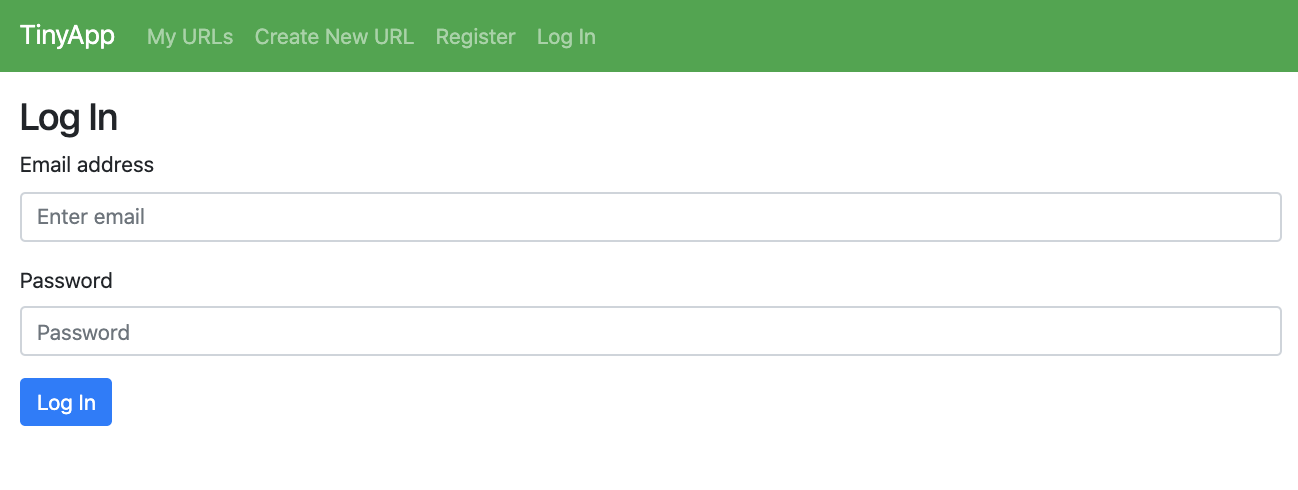 TinyApp My URLs Create New URL Register Log In
Log In
Email address
Enter email
Password
Password
Log In